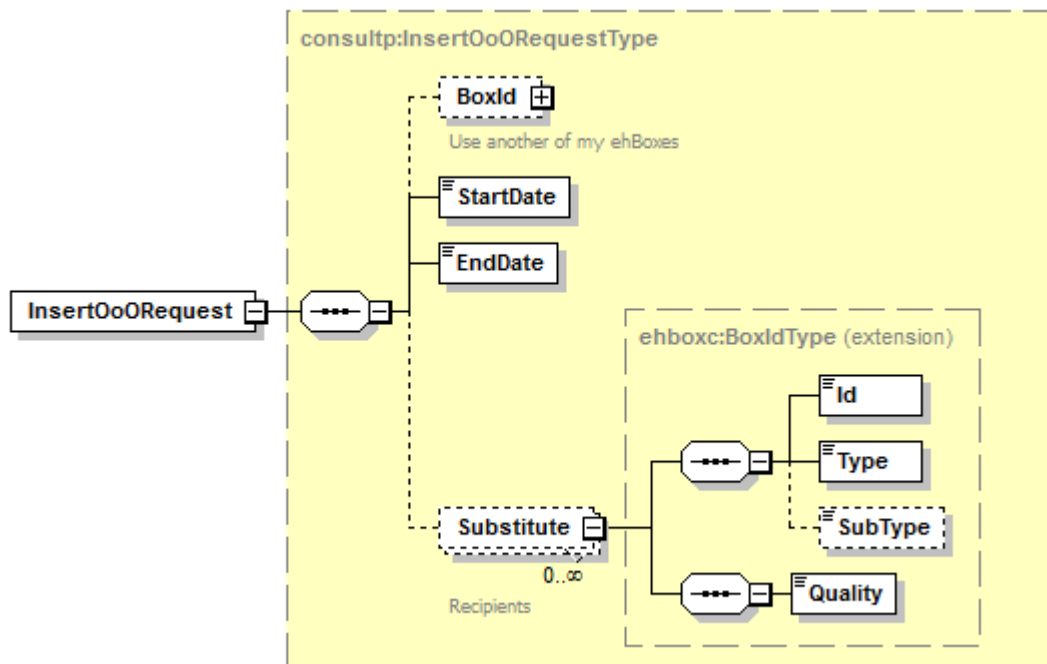 consultp:InsertOoORequestType
BoxId
Use another of my ehBoxes
StartDate
EndDate
InsertOoORequest
ehboxc:BoxIdType (extension)
Id
Type
Substitute
SubType
0..∞
Recipients
Quality